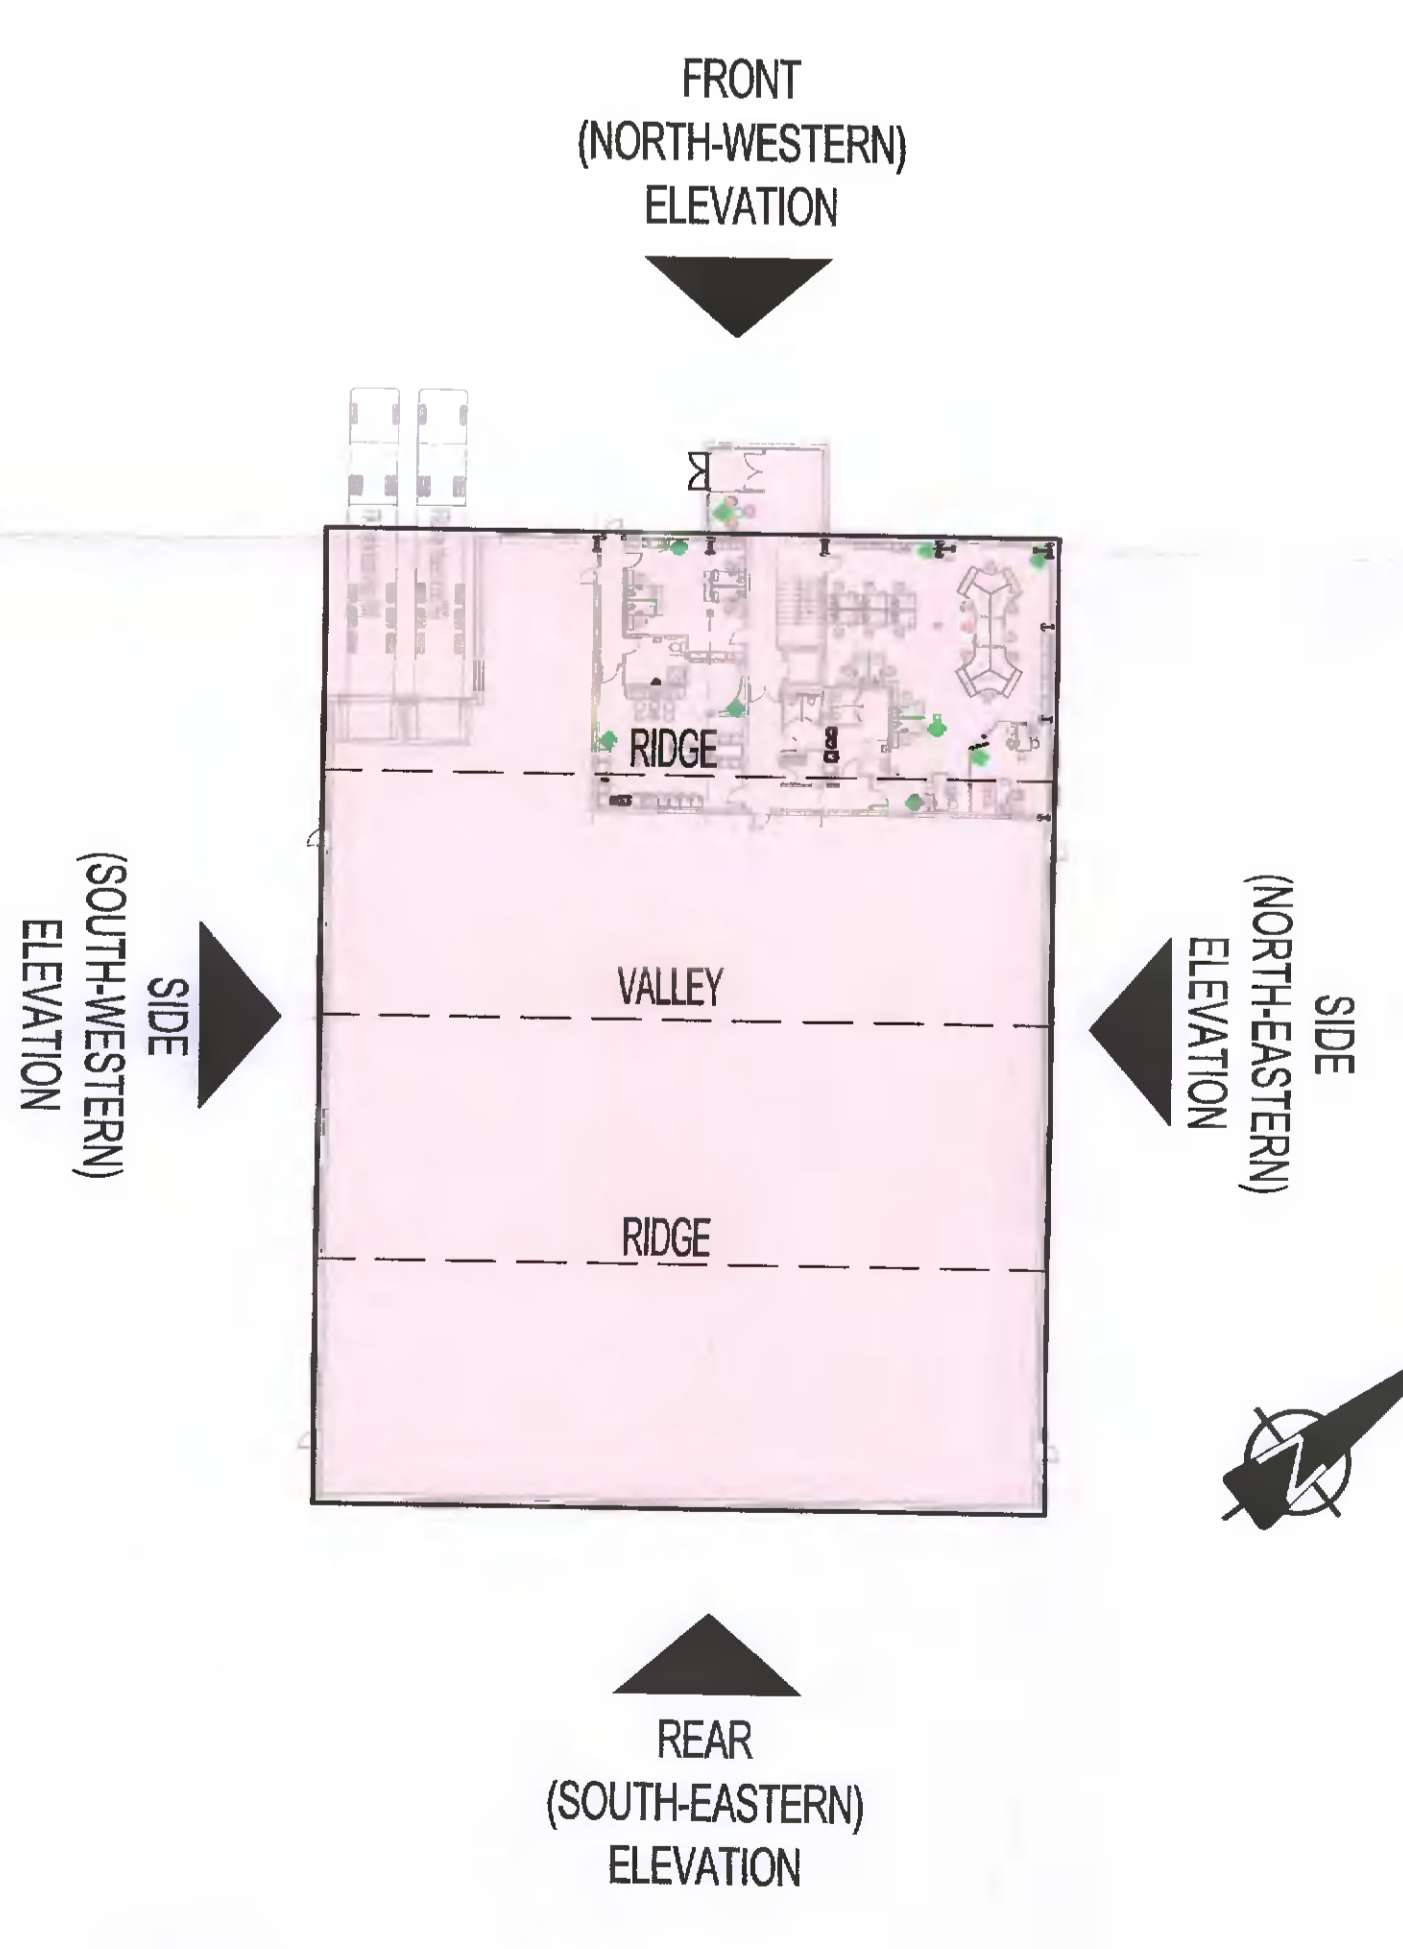 FRONT
(NORTH-WESTERN)
ELEVATION
RIDGE
VALLEY
RIDGE
SIDE
(SOUTH-WESTERN)
ELEVATION
SIDE
(NORTH-EASTERN)
ELEVATION
N
REAR
(SOUTH-EASTERN)
ELEVATION